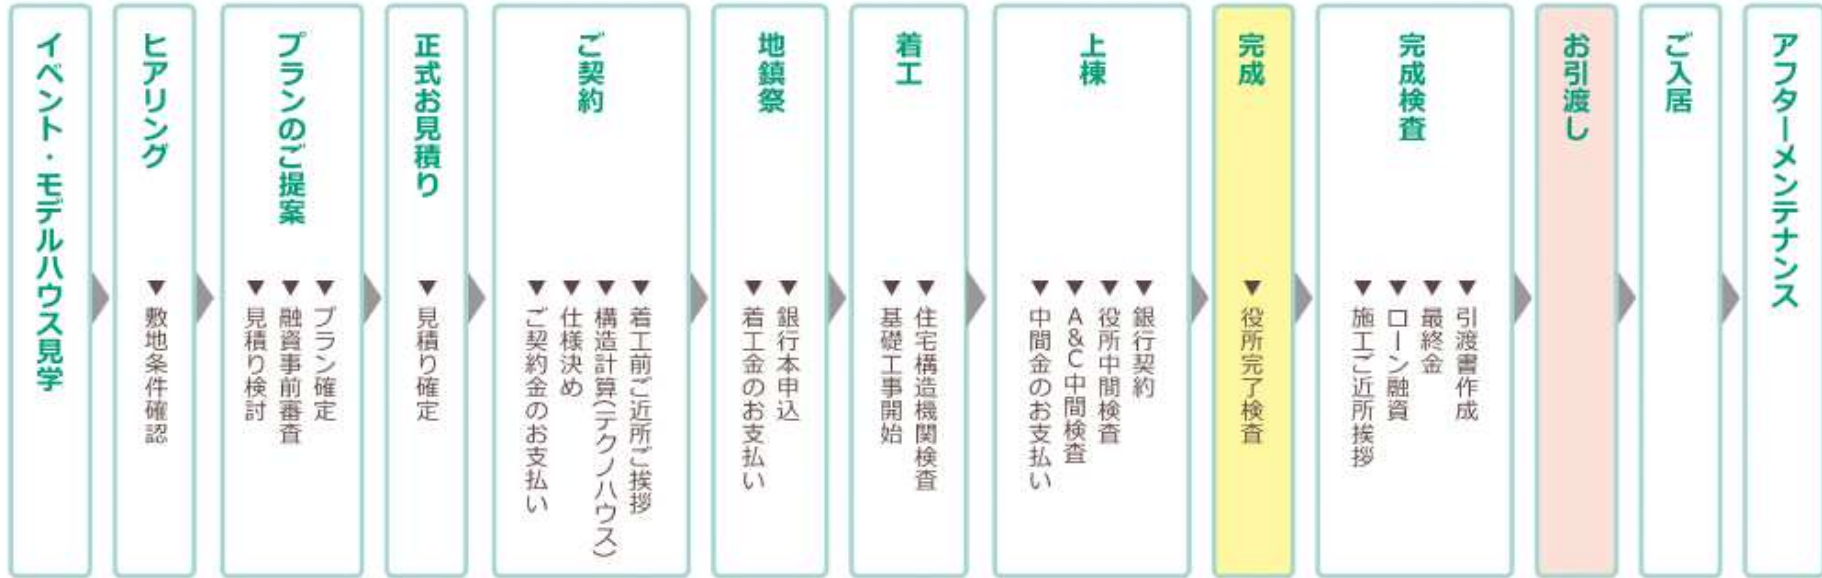 イベント・モデルハウス見学
ヒアリング
▼敷地条件確認
プランのご提案
▼プラン確定
▼融資事前審査
▼見積り検討
正式お見積り
▼見積り確定
ご契約
▼着工前ご近所ご挨拶
▼構造計算(テクノハウス)
▼仕様決め
▼ご契約金のお支払い
地鎮祭
▼銀行本申込
▼着工金のお支払い
着工
▼住宅構造機関検査
▼基礎工事開始
上棟
▼銀行契約
▼役所中間検査
▼A&C中間検査
▼中間金のお支払い
完成
▼役所完了検査
完成検査
▼引渡書作成
▼最終金
▼ローン融資
▼施工ご近所挨拶
お引渡し
ご入居
アフターメンテナンス